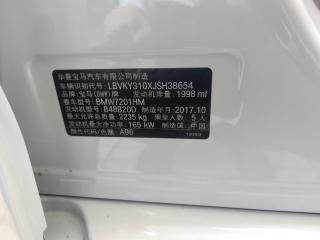 华晨宝马汽车有限公司制造
车辆识别代号: LBVKY310XJSH38654
品牌: 宝马(BMW)牌 发动机排量: 1998 ml
整车型号: BMW7201HM
发动机型号: B48B20D 制造年月: 2017.10
最大允许总质量: 2235 kg 乘坐人数: 5 人
发动机最大净功率: 165 kW 制造国: 中国
颜色代码/色酷: A96